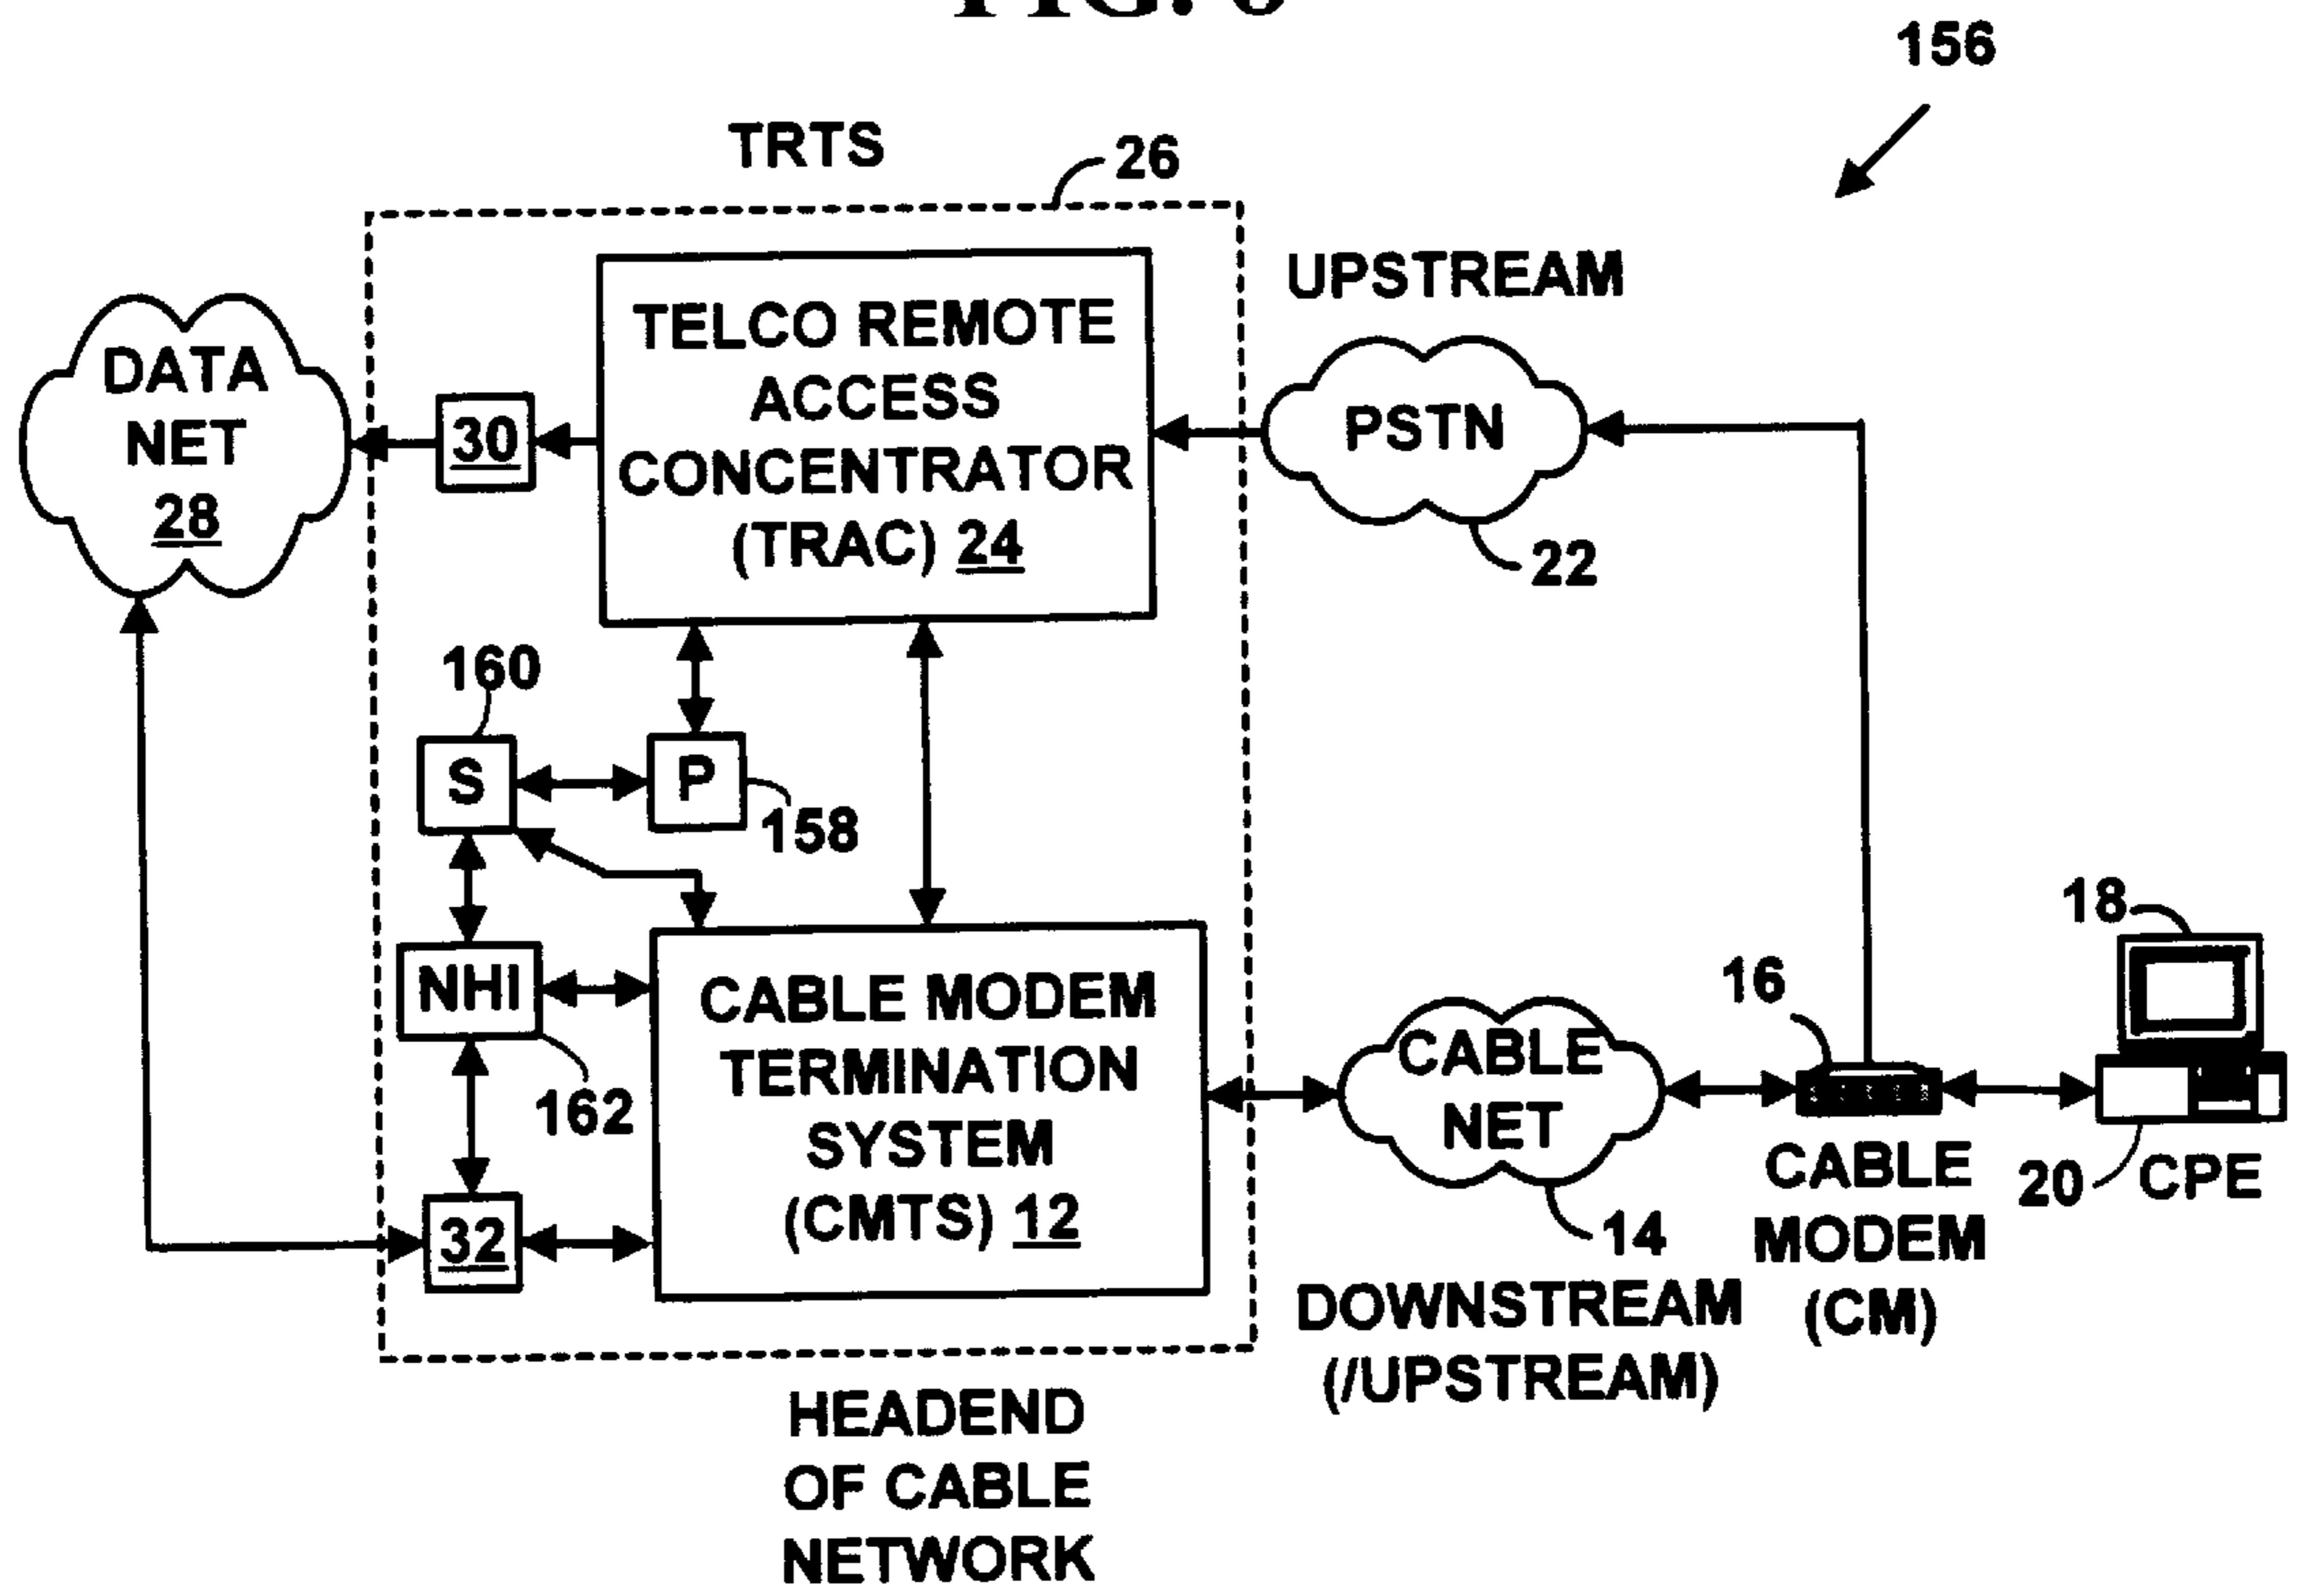 156
TRTS
26
UPSTREAM
TELCO REMOTE
ACCESS
CONCENTRATOR
(TRAC) 24
DATA
NET
28
30
PSTN
22
160
S
P
158
18
NHI
162
CABLE MODEM
TERMINATION
SYSTEM
(CMTS) 12
16
CABLE
NET
14
32
CABLE
MODEM
(CM)
20
CPE
DOWNSTREAM
(/UPSTREAM)
HEADEND
OF CABLE
NETWORK